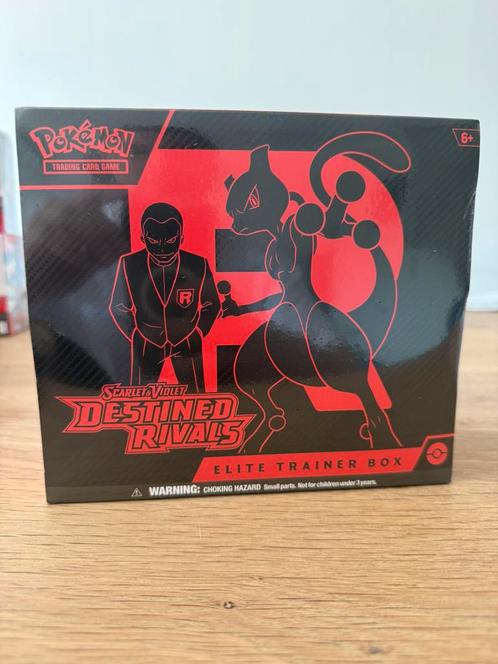 POKéMON
TRADING CARD GAME
6+
R
SCARLET & VIOLET
DESTINED
RIVALS
ELITE TRAINER BOX
WARNING: CHOKING HAZARD Small parts. Not for children under 3 years.